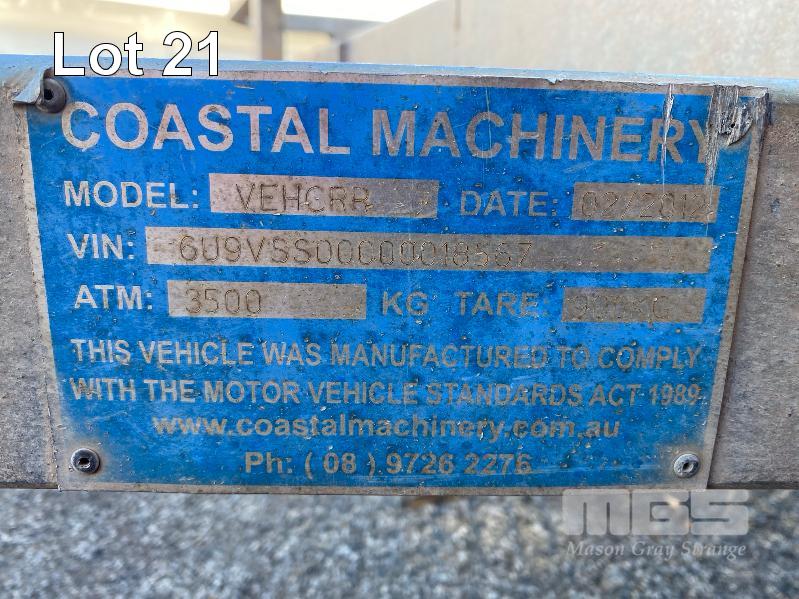 Lot 21
COASTAL MACHINERY
MODEL: VEHCRR DATE: 02/2012
VIN:
ATM: 3500 KG TARE:
THIS VEHICLE WAS MANUFACTURED TO COMPLY
WITH THE MOTOR VEHICLE STANDARDS ACT 1989
www.coastalmachinery.com.au
Ph: ( 08 ) 9726 2276
MGS
Mason Gray Strange